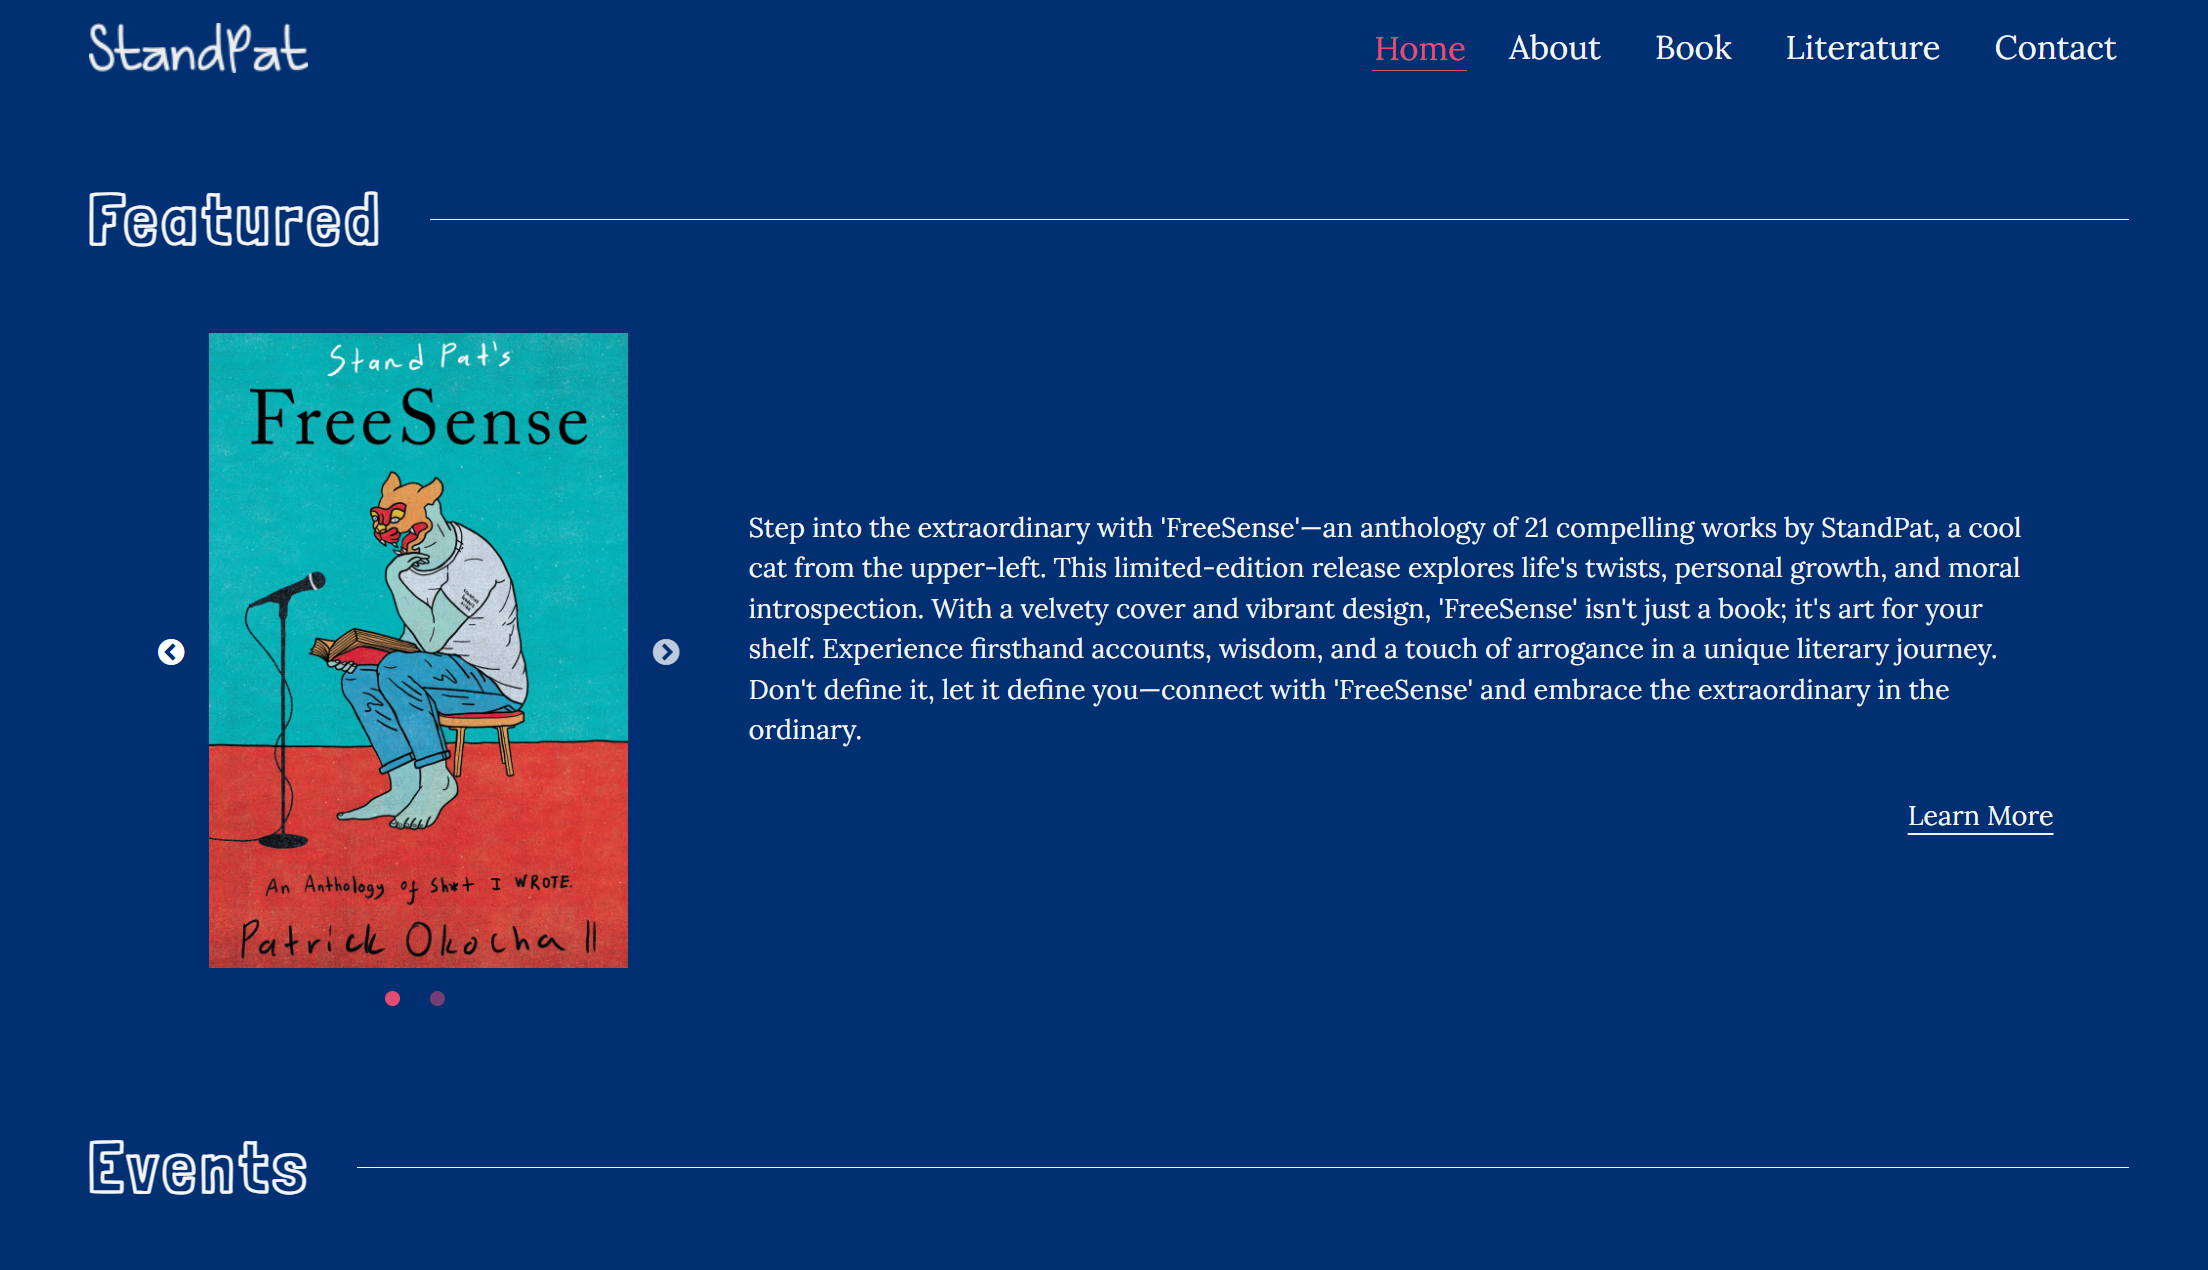 StandPat
Home About Book Literature Contact
Featured
Stand Pat's
FreeSense
An Anthology of Sh*t I WROTE.
Patrick Okocha II
Step into the extraordinary with 'FreeSense'—an anthology of 21 compelling works by StandPat, a cool
cat from the upper-left. This limited-edition release explores life's twists, personal growth, and moral
introspection. With a velvety cover and vibrant design, 'FreeSense' isn't just a book; it's art for your
shelf. Experience firsthand accounts, wisdom, and a touch of arrogance in a unique literary journey.
Don't define it, let it define you—connect with 'FreeSense' and embrace the extraordinary in the
ordinary.
Learn More
Events